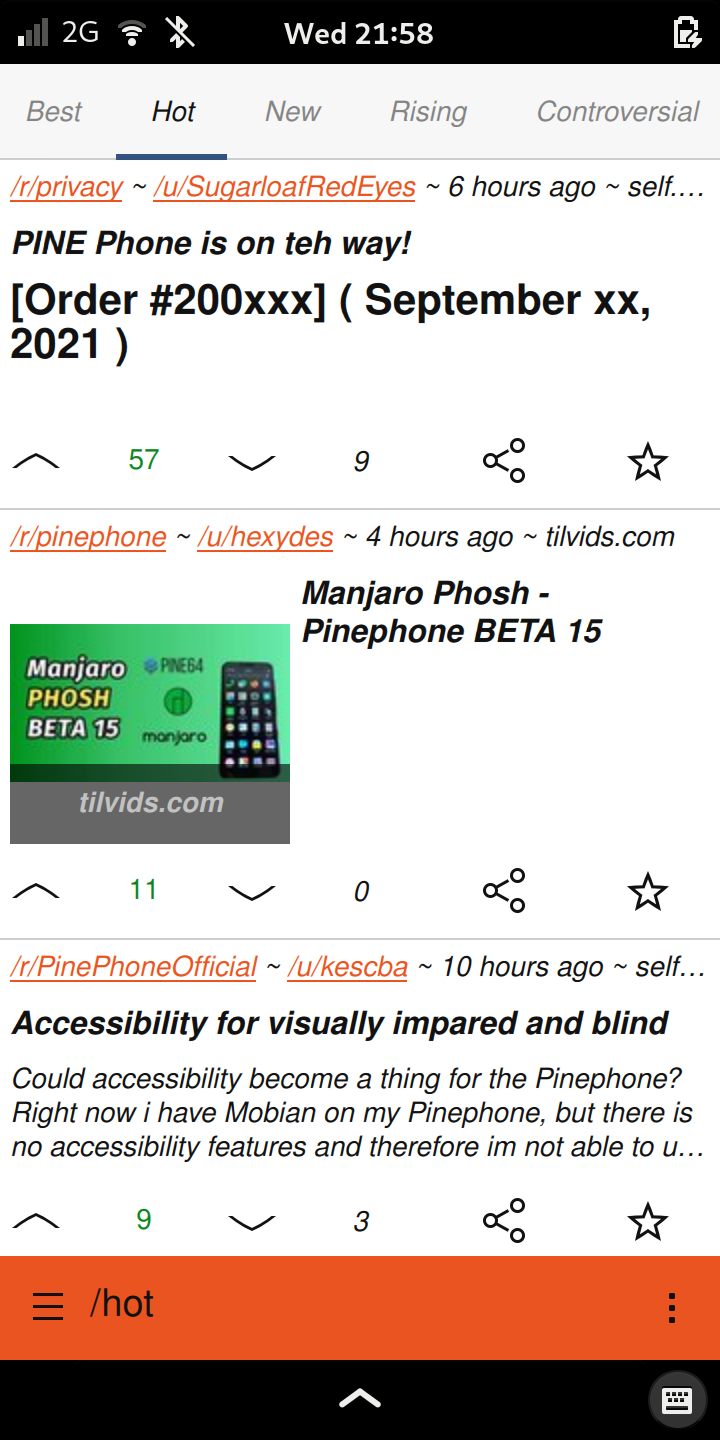 2G Wed 21:58
Best Hot New Rising Controversial
/r/privacy ~ /u/SugarloafRedEyes ~ 6 hours ago ~ self.…
PINE Phone is on teh way!
[Order #200xxx] ( September xx,
2021 )
57 9
/r/pinephone ~ /u/hexydes ~ 4 hours ago ~ tilvids.com
Manjaro Phosh -
Pinephone BETA 15
Manjaro PINE64
PHOSH
BETA 15 manjaro
tilvids.com
11 0
/r/PinePhoneOfficial ~ /u/kescba ~ 10 hours ago ~ self…
Accessibility for visually impared and blind
Could accessibility become a thing for the Pinephone?
Right now i have Mobian on my Pinephone, but there is
no accessibility features and therefore im not able to u…
9 3
/hot